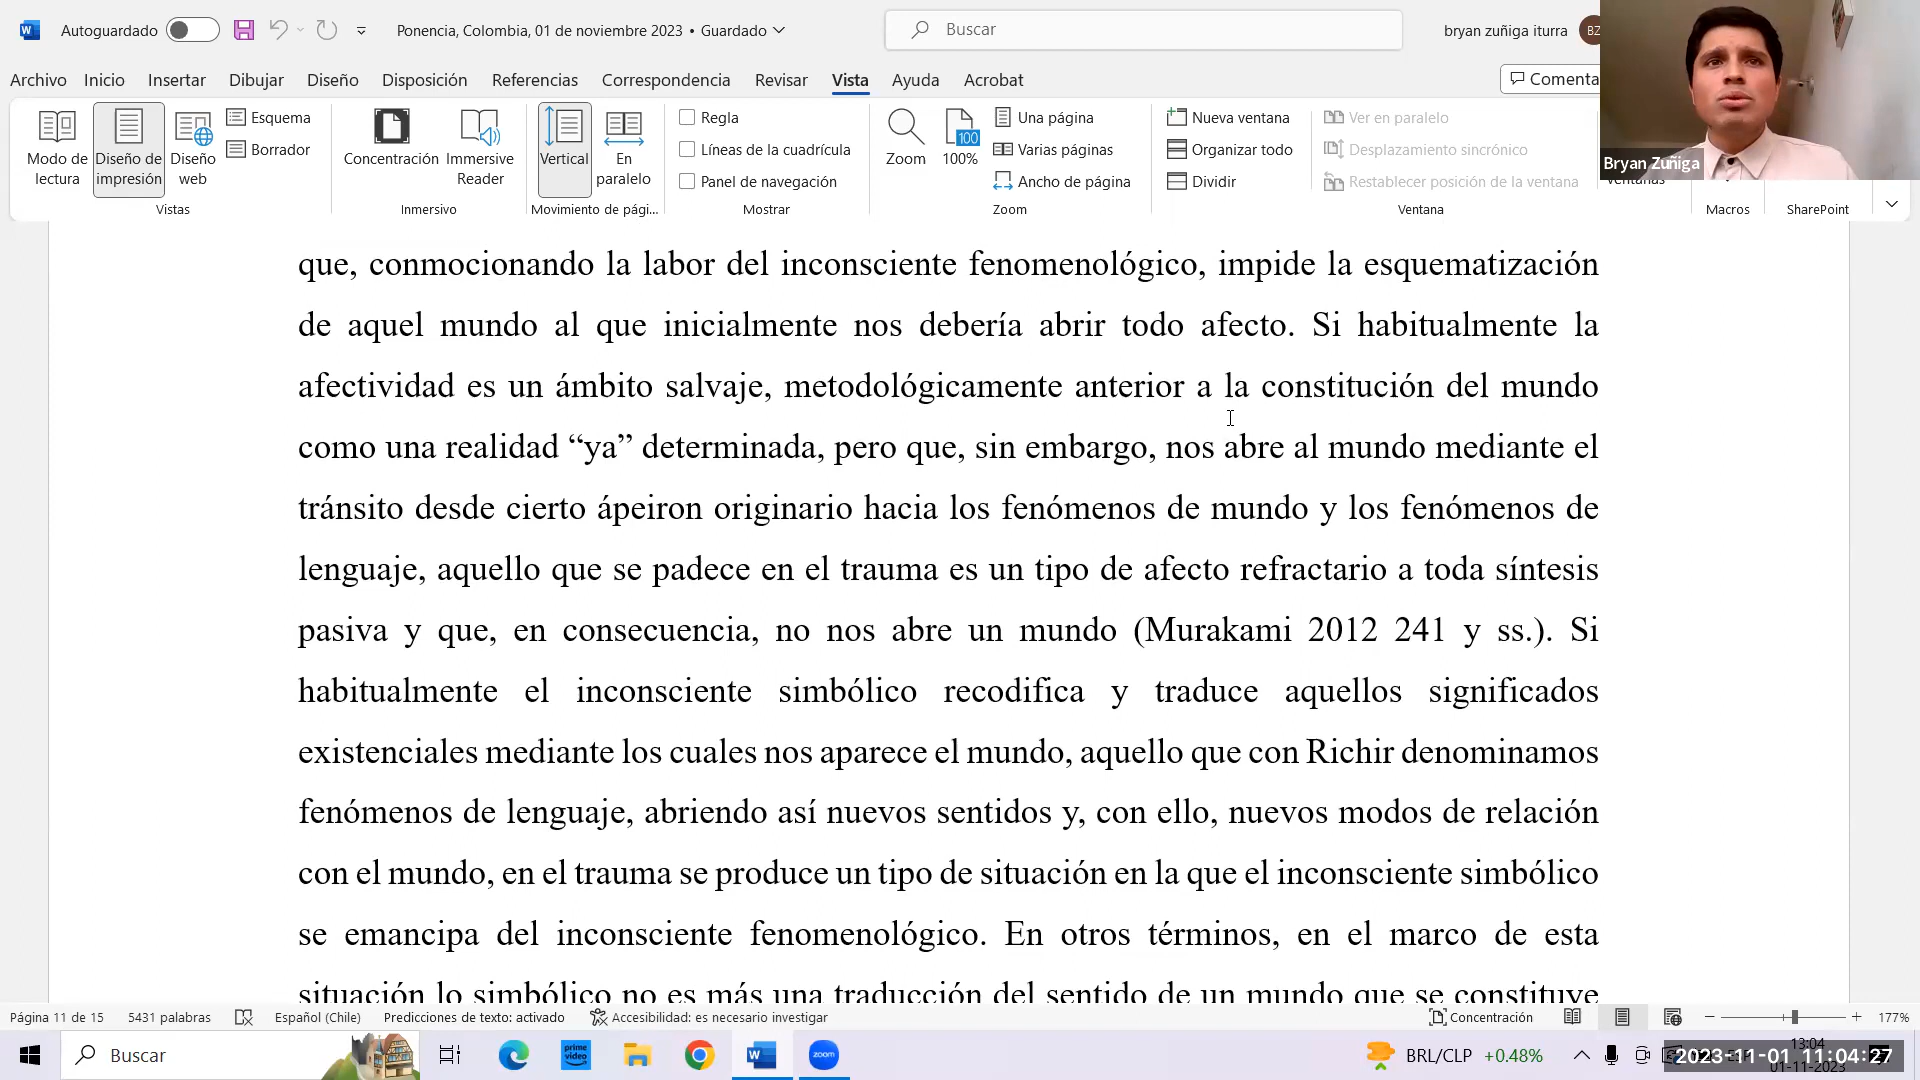 Autoguardado
Ponencia, Colombia, 01 de noviembre 2023 • Guardado
Buscar
bryan zuñiga iturra
BZ
Archivo
Inicio
Insertar
Dibujar
Diseño
Disposición
Referencias
Correspondencia
Revisar
Vista
Ayuda
Acrobat
Comenta
Modo de lectura
Diseño de impresión
Diseño web
Esquema
Borrador
Vistas
Concentración
Immersive Reader
Inmersivo
Vertical
En paralelo
Movimiento de pági...
Regla
Líneas de la cuadrícula
Panel de navegación
Mostrar
Zoom
100
100%
Una página
Varias páginas
Ancho de página
Zoom
Nueva ventana
Organizar todo
Dividir
Ver en paralelo
Desplazamiento sincrónico
Restablecer posición de la ventana
Ventana
Macros
SharePoint
Bryan Zuñiga
que, conmocionando la labor del inconsciente fenomenológico, impide la esquematización
de aquel mundo al que inicialmente nos debería abrir todo afecto. Si habitualmente la
afectividad es un ámbito salvaje, metodológicamente anterior a la constitución del mundo
como una realidad “ya” determinada, pero que, sin embargo, nos abre al mundo mediante el
tránsito desde cierto ápeiron originario hacia los fenómenos de mundo y los fenómenos de
lenguaje, aquello que se padece en el trauma es un tipo de afecto refractario a toda síntesis
pasiva y que, en consecuencia, no nos abre un mundo (Murakami 2012 241 y ss.). Si
habitualmente el inconsciente simbólico recodifica y traduce aquellos significados
existenciales mediante los cuales nos aparece el mundo, aquello que con Richir denominamos
fenómenos de lenguaje, abriendo así nuevos sentidos y, con ello, nuevos modos de relación
con el mundo, en el trauma se produce un tipo de situación en la que el inconsciente simbólico
se emancipa del inconsciente fenomenológico. En otros términos, en el marco de esta
situación lo simbólico no es más una traducción del sentido de un mundo que se constituye
Página 11 de 15
5431 palabras
Español (Chile)
Predicciones de texto: activado
Accesibilidad: es necesario investigar
Concentración
177%
Buscar
prime video
zoom
BRL/CLP +0.48%
13:04
2023-11-01 11:04:27